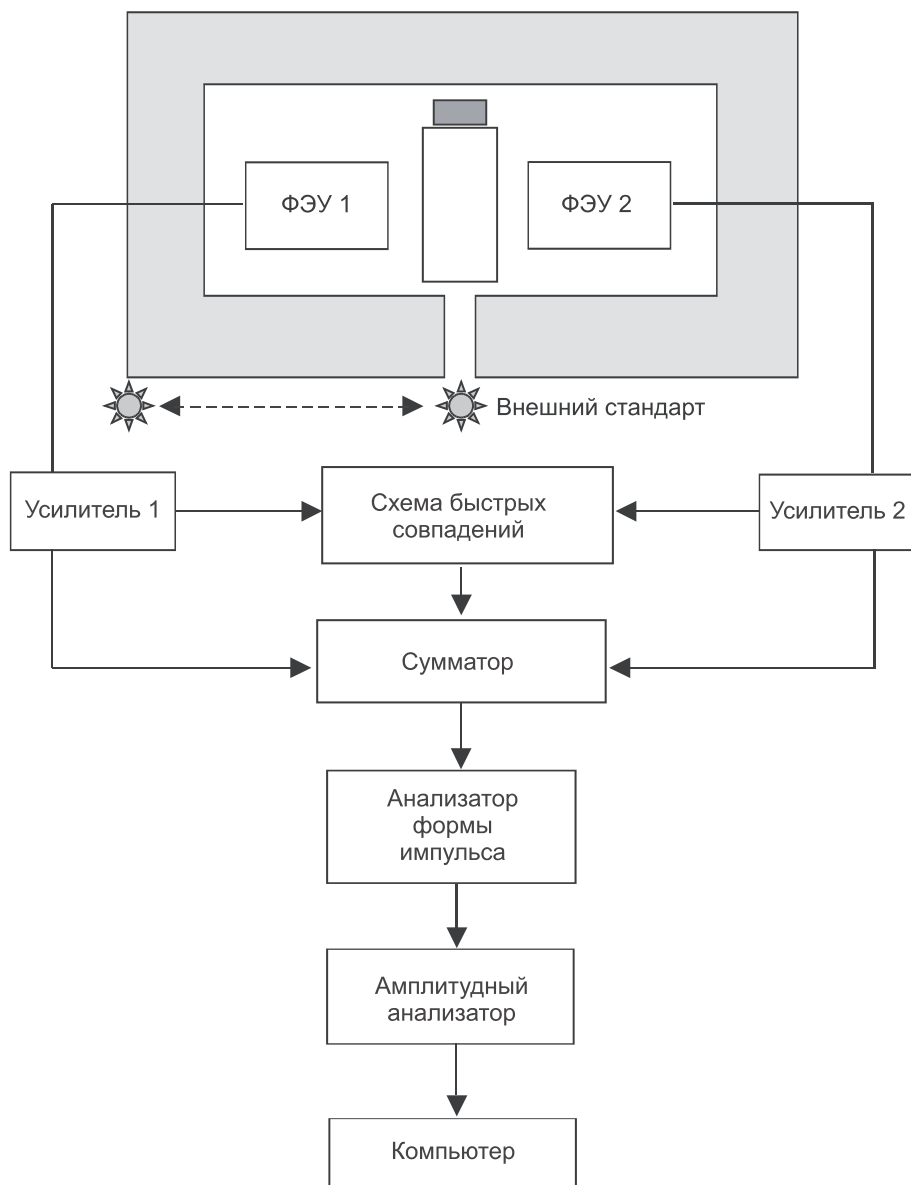 ФЭУ 1
ФЭУ 2
Внешний стандарт
Усилитель 1
Схема быстрых
совпадений
Усилитель 2
Сумматор
Анализатор
формы
импульса
Амплитудный
анализатор
Компьютер